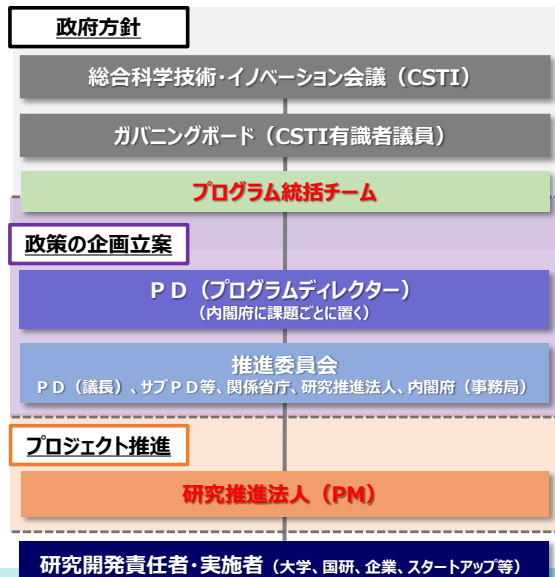 政府方針
総合科学技術・イノベーション会議（CSTI）
ガバニングボード（CSTI有識者議員）
プログラム統括チーム
政策の企画立案
ＰＤ（プログラムディレクター）
（内閣府に課題ごとに置く）
推進委員会
ＰＤ（議長）、サブＰＤ等、関係省庁、研究推進法人、内閣府（事務局）
プロジェクト推進
研究推進法人（PM）
研究開発責任者・実施者（大学、国研、企業、スタートアップ等）